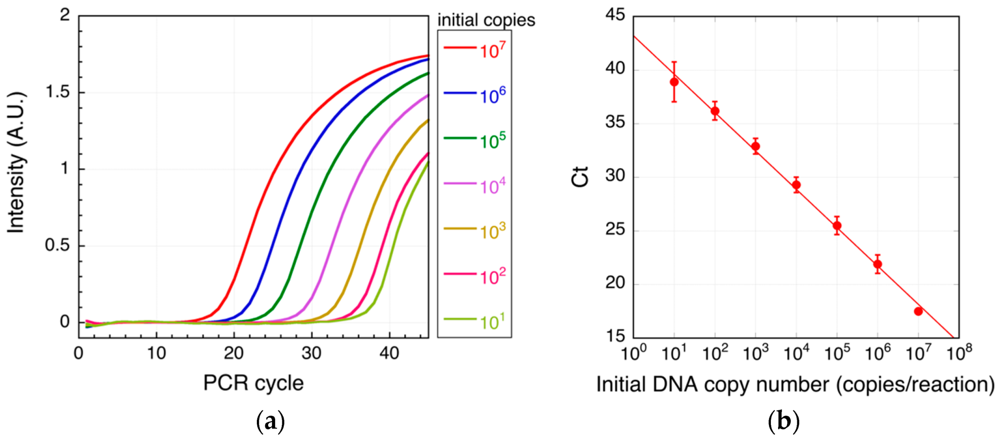 2
1.5
1
0.5
0
Intensity (A.U.)
0 10 20 30 40
PCR cycle
initial copies
10⁷
10⁶
10⁵
10⁴
10³
10²
10¹
(a)
45
40
35
30
25
20
15
Ct
10⁰ 10¹ 10² 10³ 10⁴ 10⁵ 10⁶ 10⁷ 10⁸
Initial DNA copy number (copies/reaction)
(b)